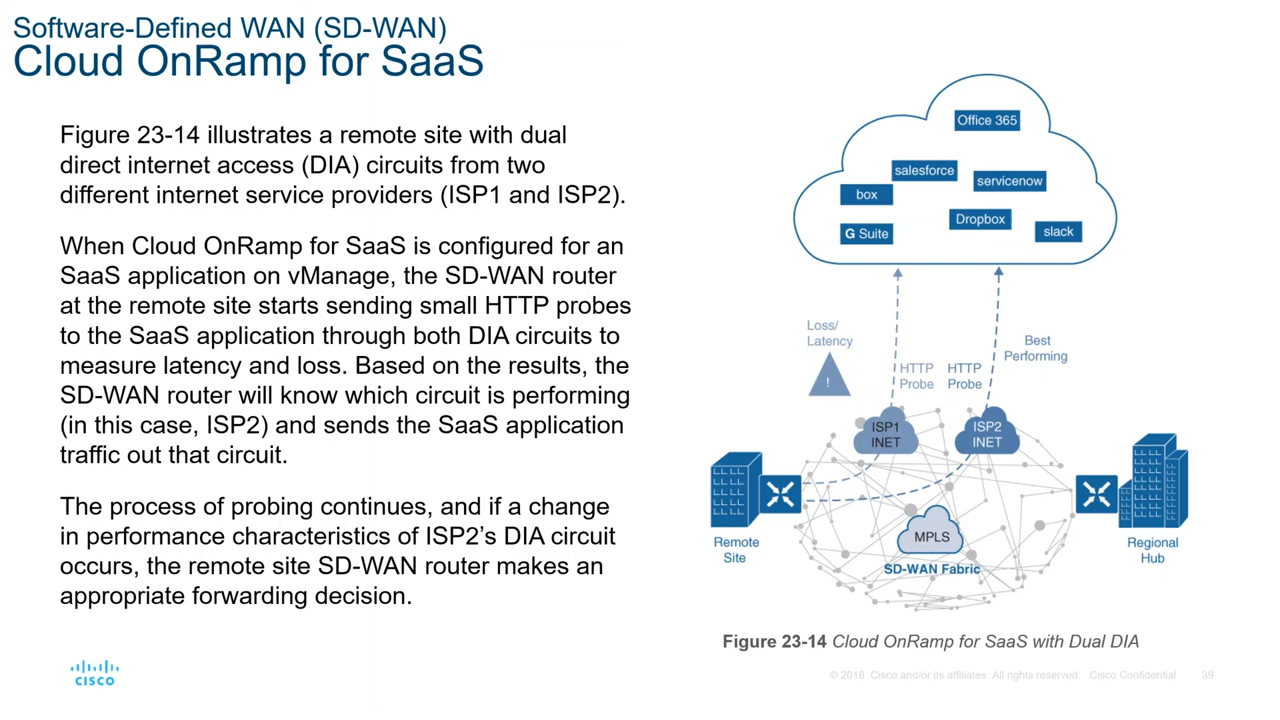 Software-Defined WAN (SD-WAN)
Cloud OnRamp for SaaS
Figure 23-14 illustrates a remote site with dual
direct internet access (DIA) circuits from two
different internet service providers (ISP1 and ISP2).
When Cloud OnRamp for SaaS is configured for an
SaaS application on vManage, the SD-WAN router
at the remote site starts sending small HTTP probes
to the SaaS application through both DIA circuits to
measure latency and loss. Based on the results, the
SD-WAN router will know which circuit is performing
(in this case, ISP2) and sends the SaaS application
traffic out that circuit.
The process of probing continues, and if a change
in performance characteristics of ISP2’s DIA circuit
occurs, the remote site SD-WAN router makes an
appropriate forwarding decision.
Office 365
salesforce
servicenow
box
Dropbox
G Suite
slack
Loss/
Latency
!
HTTP
Probe
HTTP
Probe
Best
Performing
ISP1
INET
ISP2
INET
MPLS
SD-WAN Fabric
Remote
Site
Regional
Hub
Figure 23-14 Cloud OnRamp for SaaS with Dual DIA
CISCO
© 2016 Cisco and/or its affiliates. All rights reserved. Cisco Confidential
39